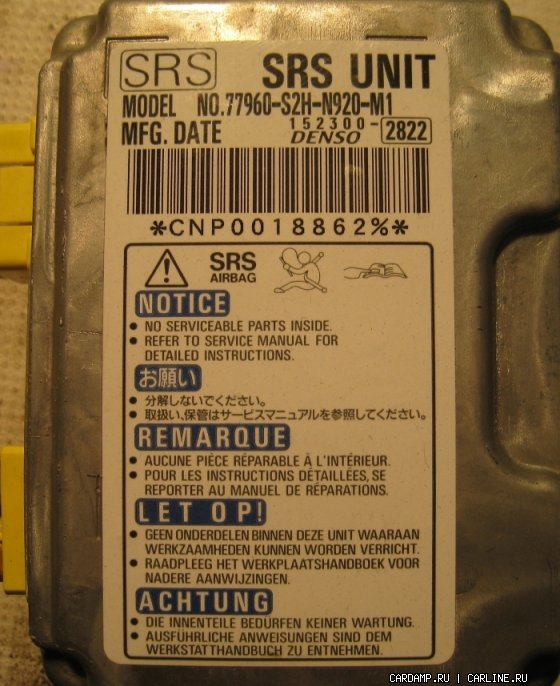 SRS SRS UNIT
MODEL NO.77960-S2H-N920-M1
MFG. DATE 152300-2822
DENSO
*CNP0018862%*
SRS
AIRBAG
NOTICE
● NO SERVICEABLE PARTS INSIDE.
● REFER TO SERVICE MANUAL FOR
DETAILED INSTRUCTIONS.
お願い
● 分解しないでください。
● 取扱い、保管はサービスマニュアルを参照してください。
REMARQUE
● AUCUNE PIÈCE RÉPARABLE À L'INTÉRIEUR.
● POUR LES INSTRUCTIONS DÉTAILLÉES, SE
REPORTER AU MANUEL DE RÉPARATIONS.
LET OP!
● GEEN ONDERDELEN BINNEN DEZE UNIT WAARAAN
WERKZAAMHEDEN KUNNEN WORDEN VERRICHT.
● RAADPLEEG HET WERKPLAATSHANDBOEK VOOR
NADERE AANWIJZINGEN.
ACHTUNG
● DIE INNENTEILE BEDÜRFEN KEINER WARTUNG.
● AUSFÜHRLICHE ANWEISUNGEN SIND DEM
WERKSTATTHANDBUCH ZU ENTNEHMEN.
CARDAMP.RU | CARLINE.RU